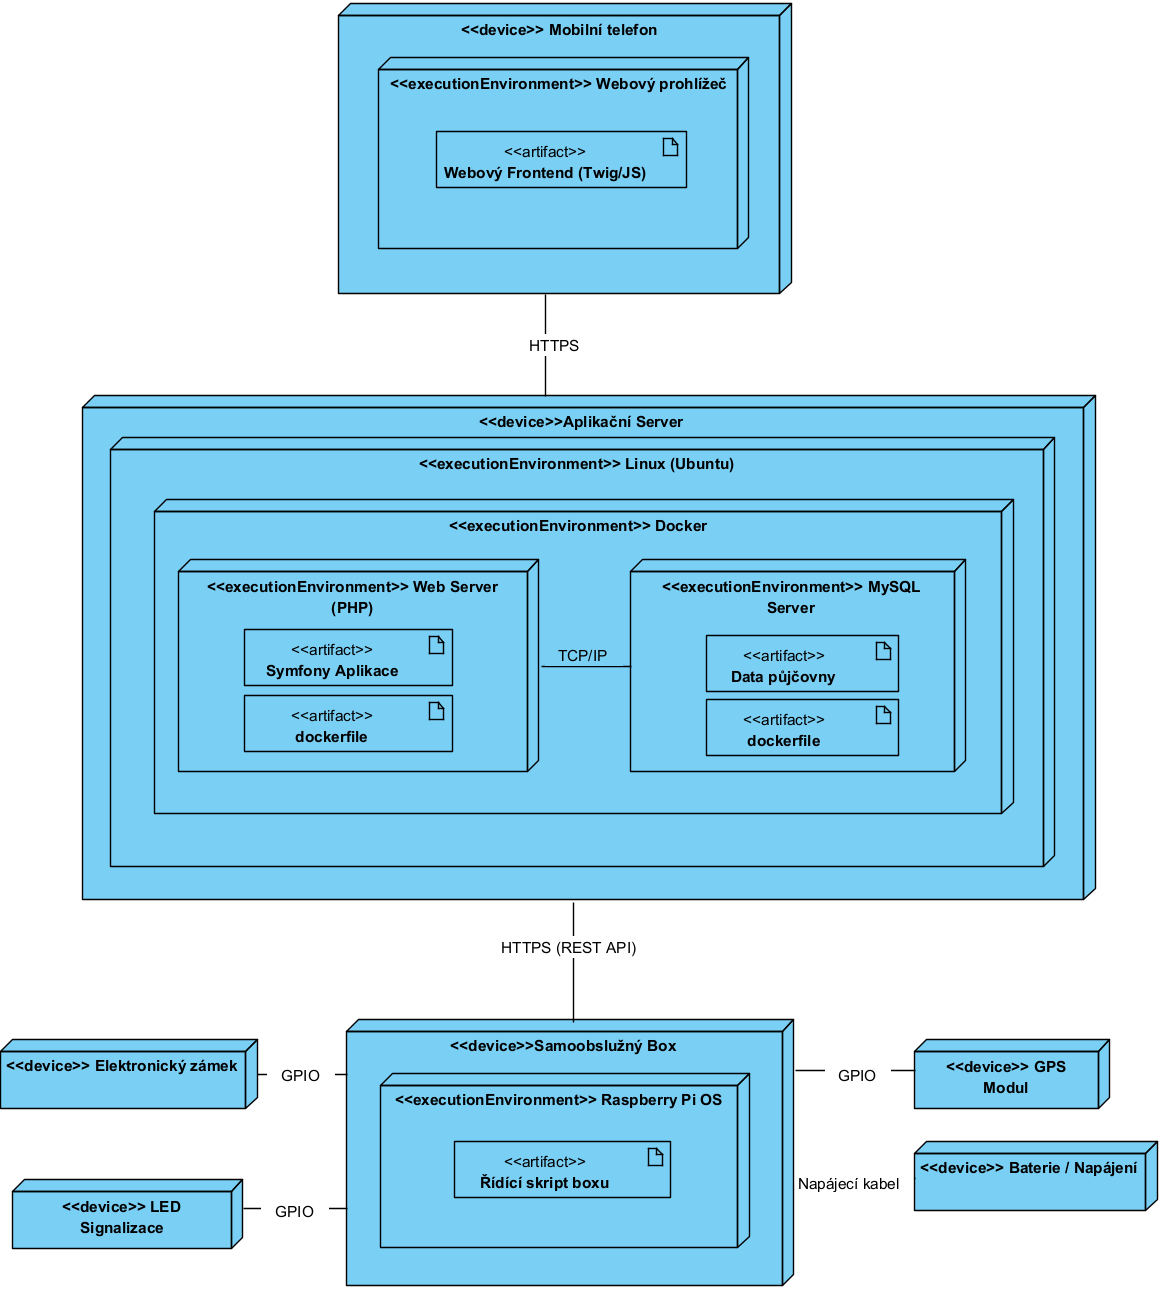 <<device>> Mobilní telefon
<<executionEnvironment>> Webový prohlížeč
<<artifact>>
Webový Frontend (Twig/JS)
HTTPS
<<device>>Aplikační Server
<<executionEnvironment>> Linux (Ubuntu)
<<executionEnvironment>> Docker
<<executionEnvironment>> Web Server
(PHP)
<<artifact>>
Symfony Aplikace
<<artifact>>
dockerfile
TCP/IP
<<executionEnvironment>> MySQL
Server
<<artifact>>
Data půjčovny
<<artifact>>
dockerfile
HTTPS (REST API)
<<device>> Elektronický zámek
GPIO
<<device>> LED
Signalizace
GPIO
<<device>>Samoobslužný Box
<<executionEnvironment>> Raspberry Pi OS
<<artifact>>
Řídící skript boxu
GPIO
<<device>> GPS
Modul
Napájecí kabel
<<device>> Baterie / Napájení